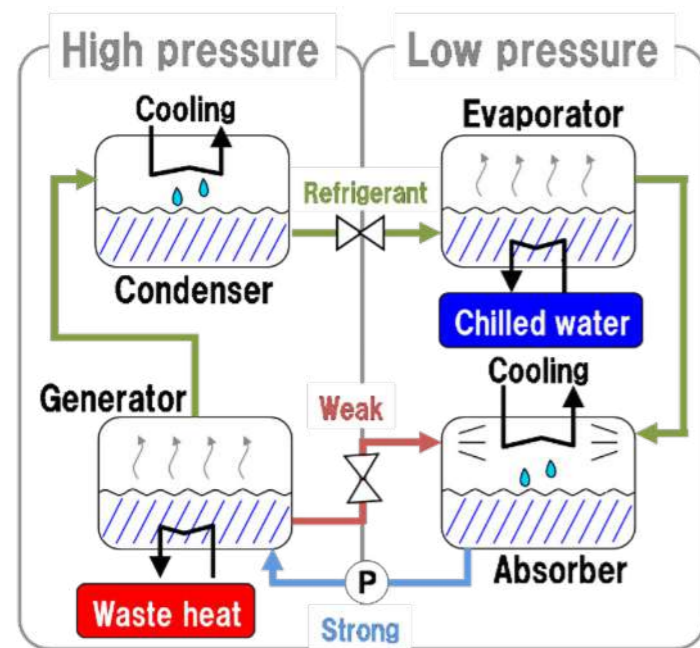 High pressure
Low pressure
Cooling
Evaporator
Refrigerant
Condenser
Chilled water
Generator
Weak
Cooling
Waste heat
P
Absorber
Strong